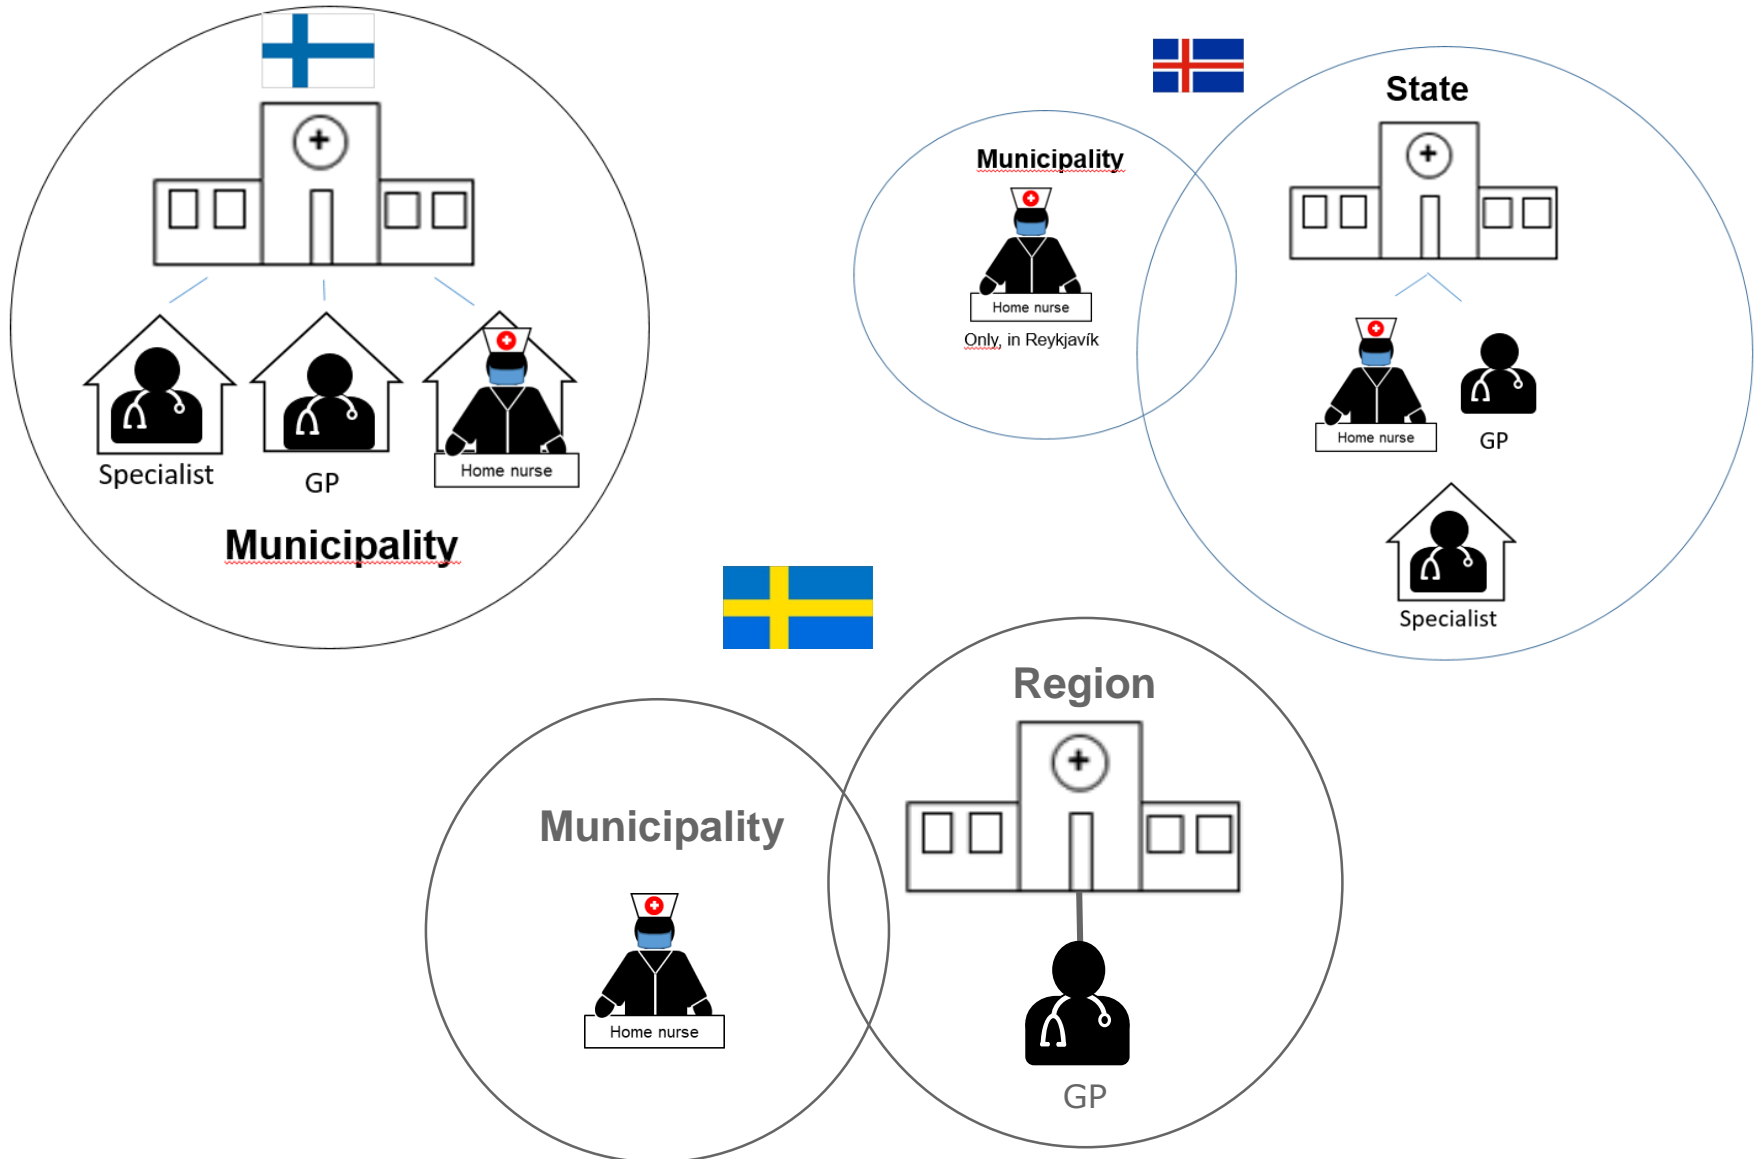 Specialist
GP
Home nurse
Municipality
Municipality
Home nurse
Only, in Reykjavík
State
Home nurse
GP
Specialist
Municipality
Home nurse
Region
GP